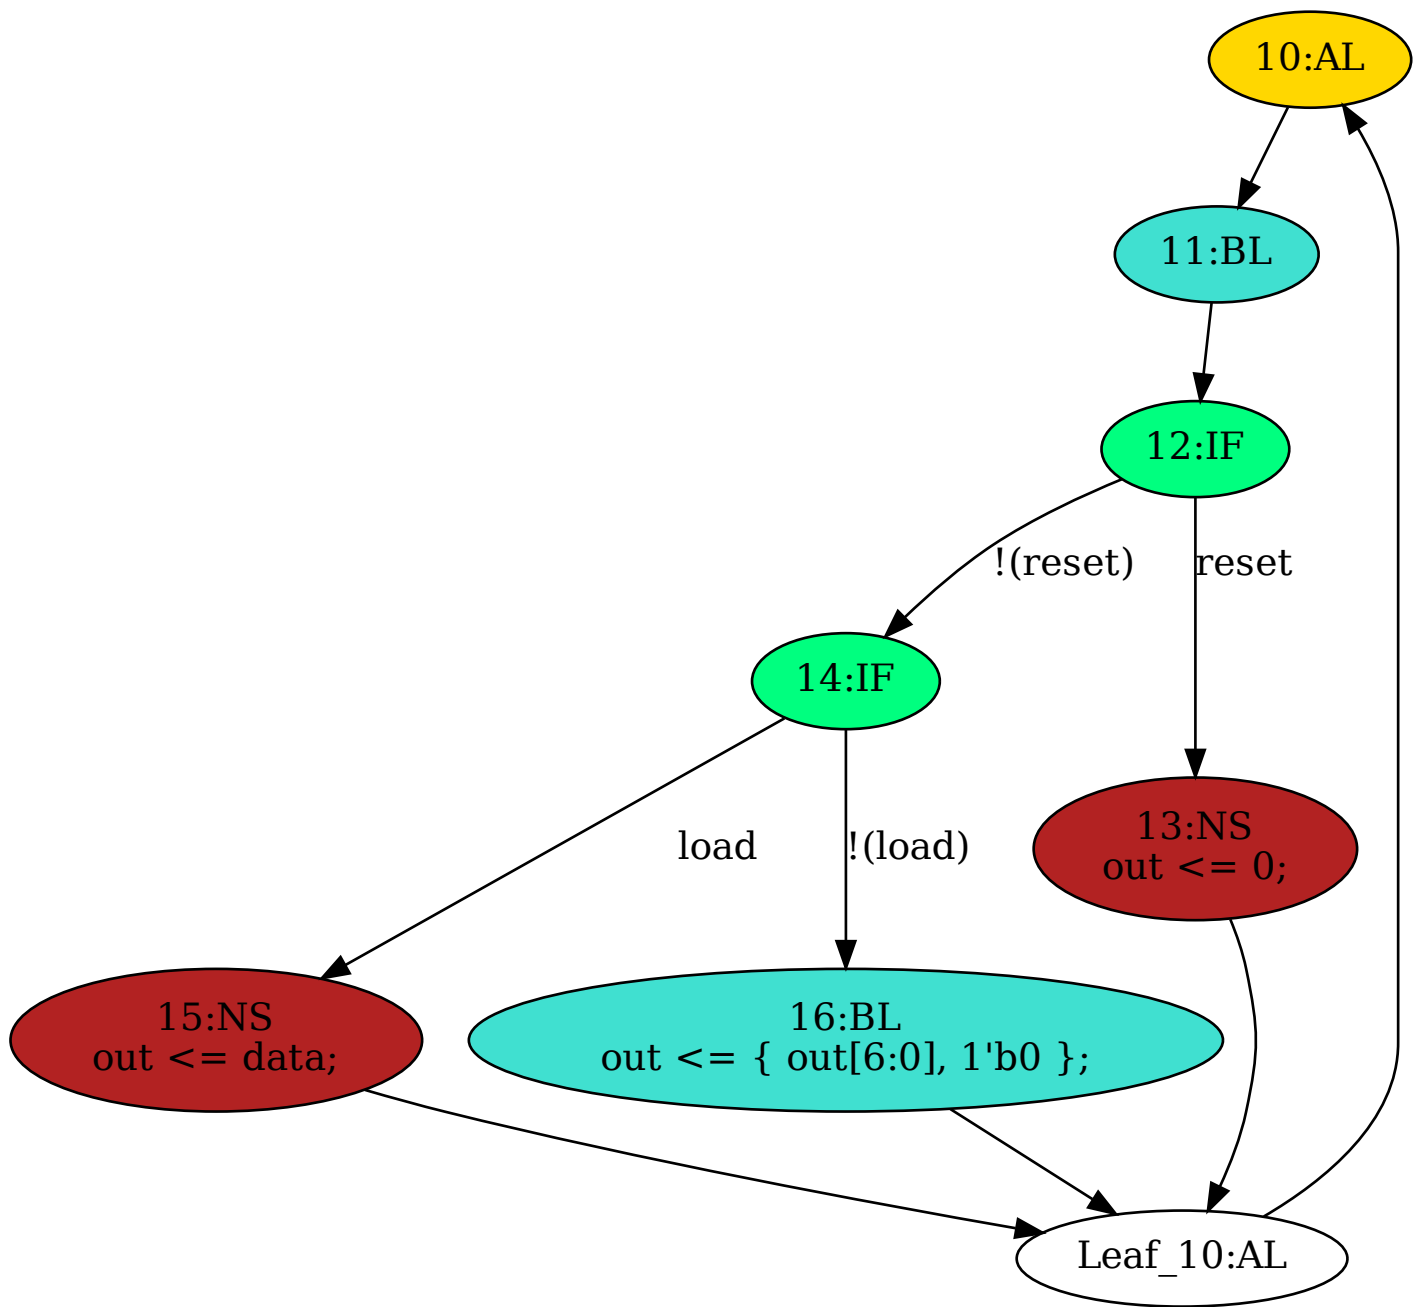 10:AL
11:BL
12:IF
!(reset)
reset
14:IF
load
!(load)
13:NS
out <= 0;
15:NS
out <= data;
16:BL
out <= { out[6:0], 1'b0 };
Leaf_10:AL